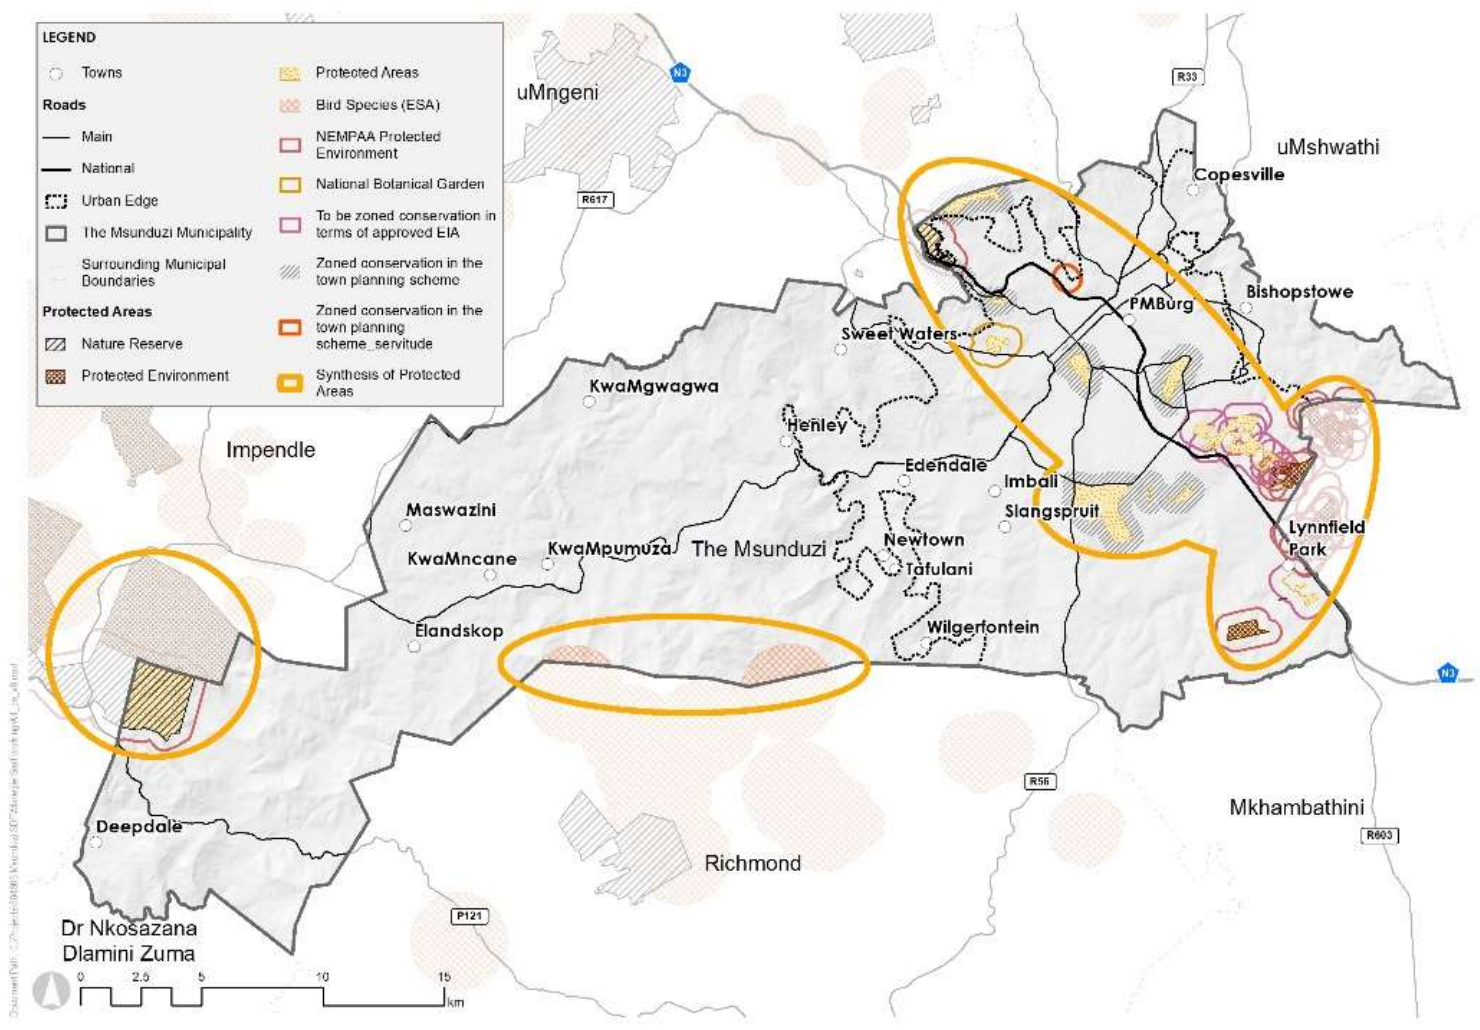 LEGEND
Towns
Roads
Main
National
Urban Edge
The Msunduzi Municipality
Surrounding Municipal
Boundaries
Protected Areas
Nature Reserve
Protected Environment
Protected Areas
Bird Species (ESA)
NEMPAA Protected
Environment
National Botanical Garden
To be zoned conservation in
terms of approved EIA
Zoned conservation in the
town planning scheme
Zoned conservation in the
town planning
scheme_servitude
Synthesis of Protected
Areas
uMngeni
N3
R33
uMshwathi
Copesville
R617
Bishopstowe
PMBurg
Sweet Waters
KwaMgwagwa
Henley
Impendle
Edendale
Imbali
Maswazini
Slangspruit
Lynnfield
Park
KwaMncane
KwaMpumuza
The Msunduzi
Newtown
Tafulani
Elandskop
Wilgerfontein
N3
R56
Mkhambathini
R603
Deepdale
Richmond
P121
Dr Nkosazana
Dlamini Zuma
0 2.5 5 10 15
km